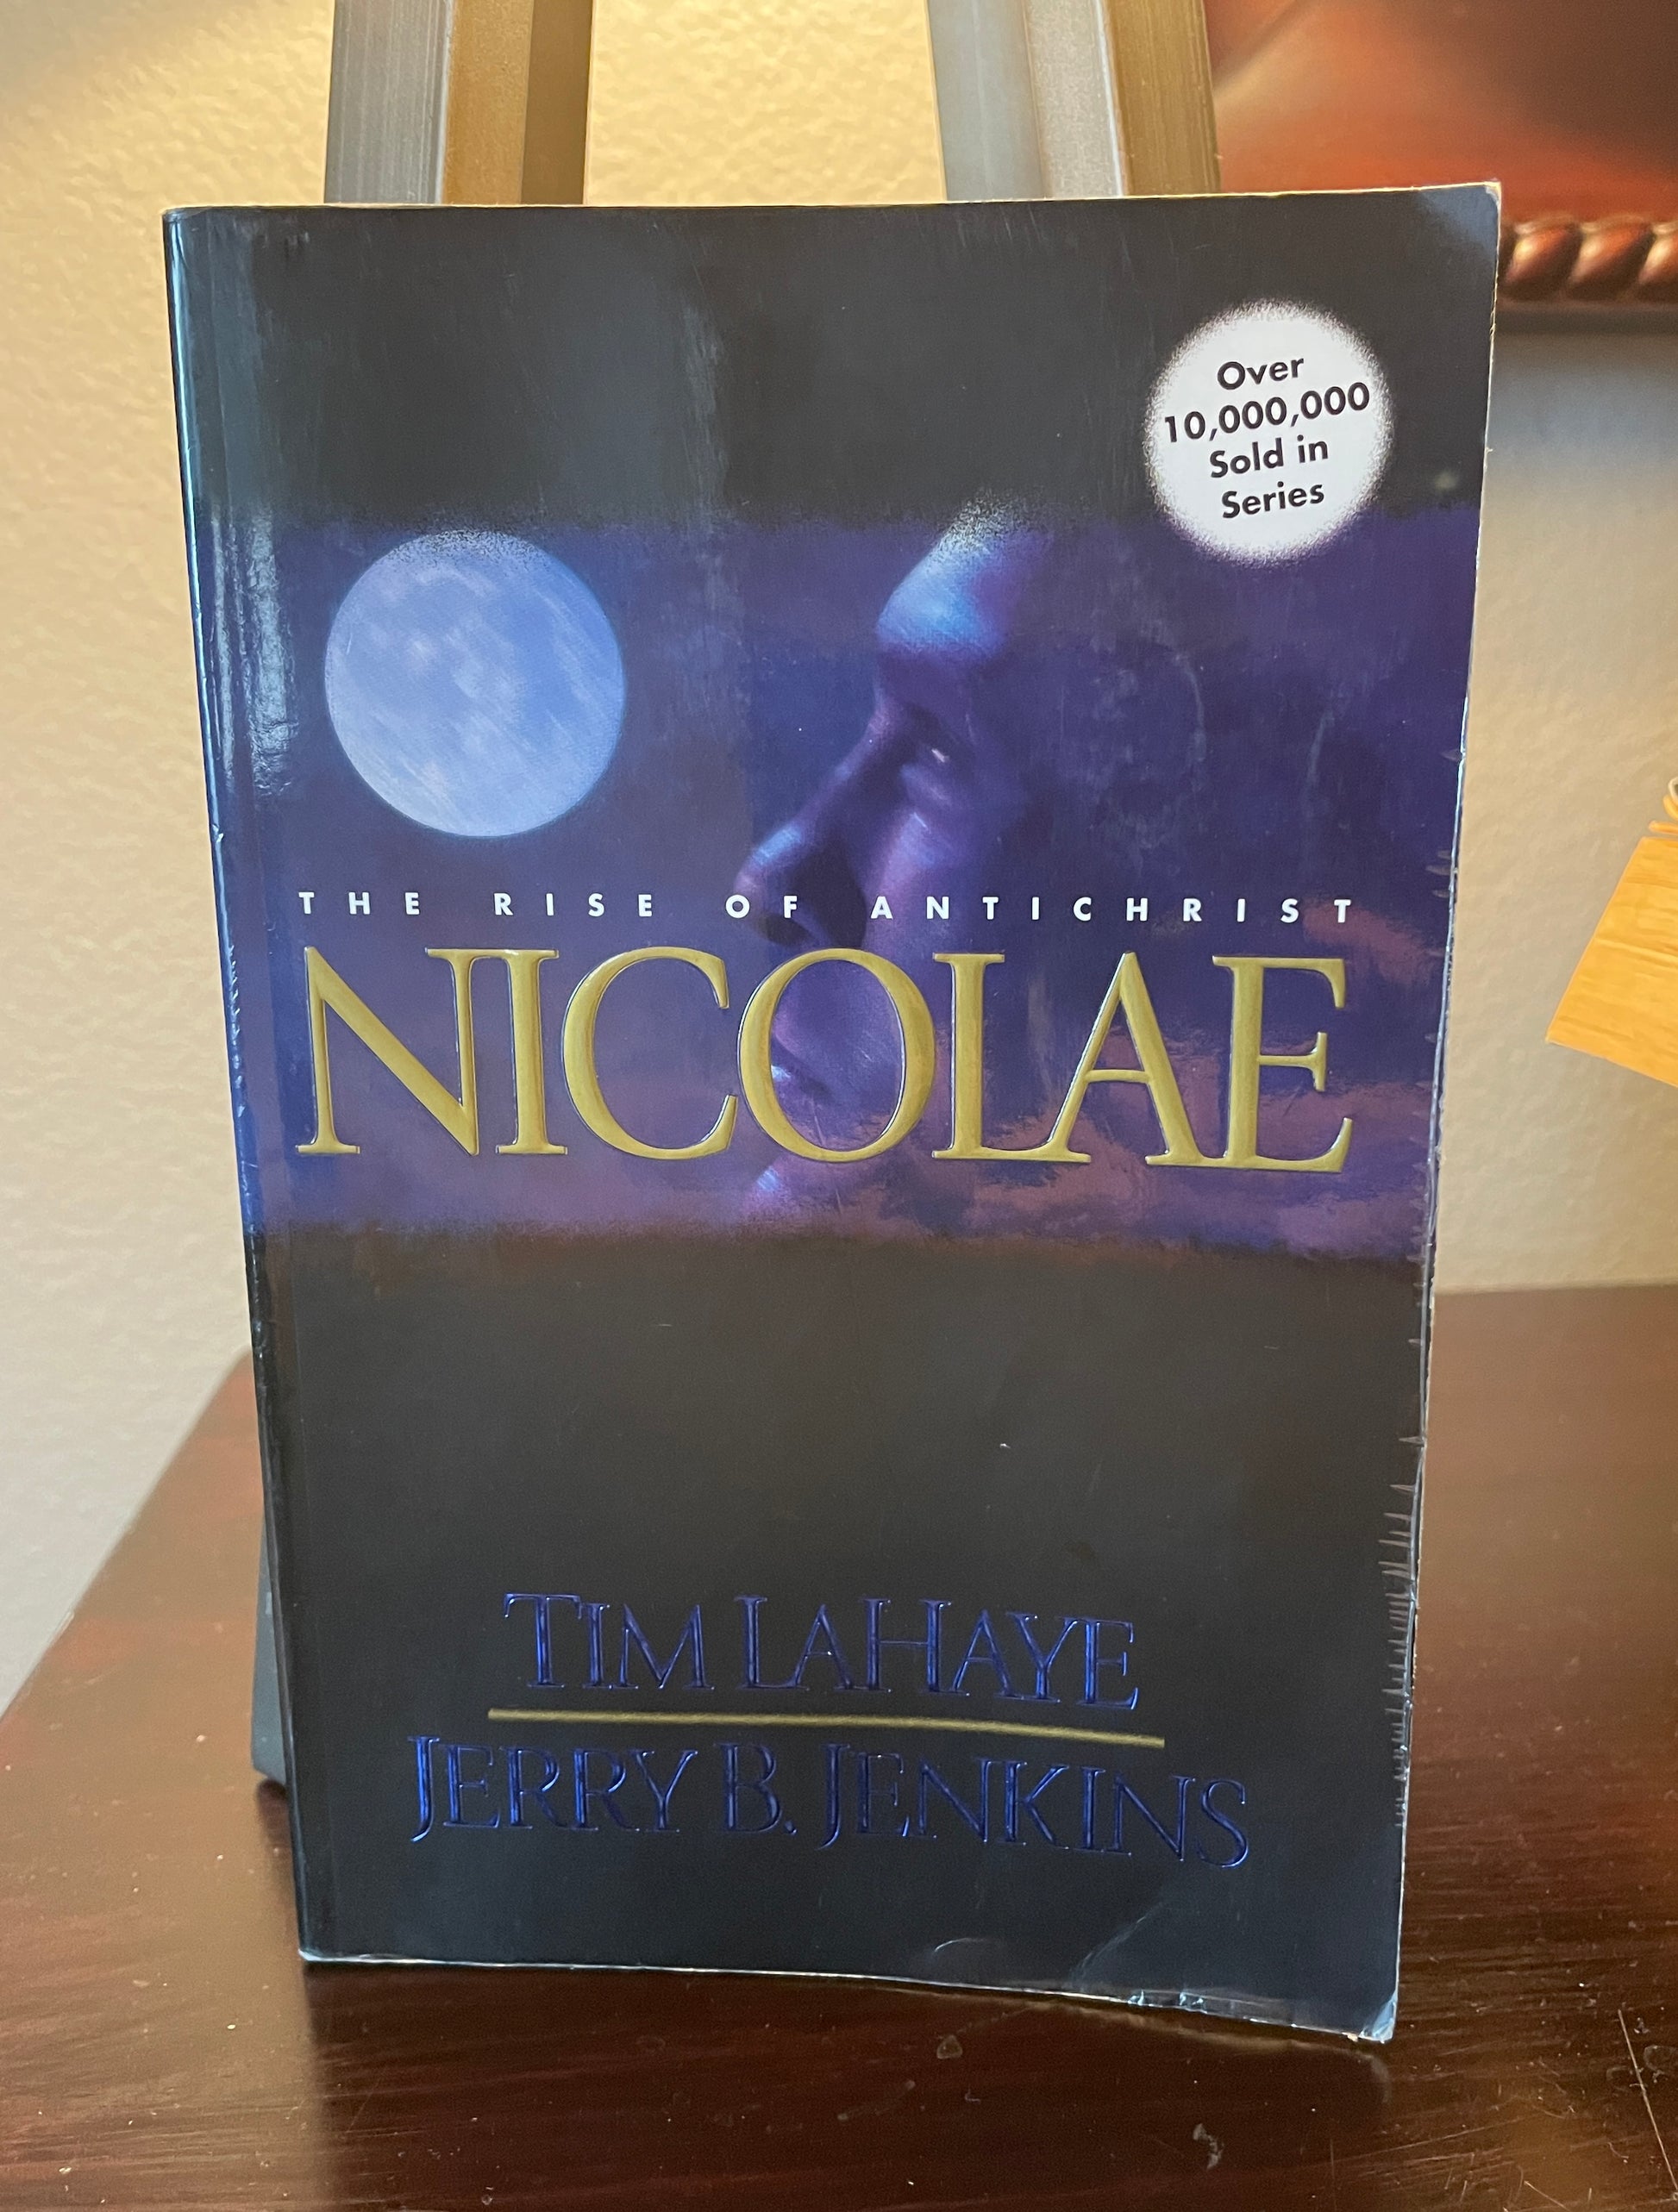 Over
10,000,000
Sold in
Series
THE RISE OF ANTICHRIST
NICOLAE
TIM LAHAYE
JERRY B. JENKINS